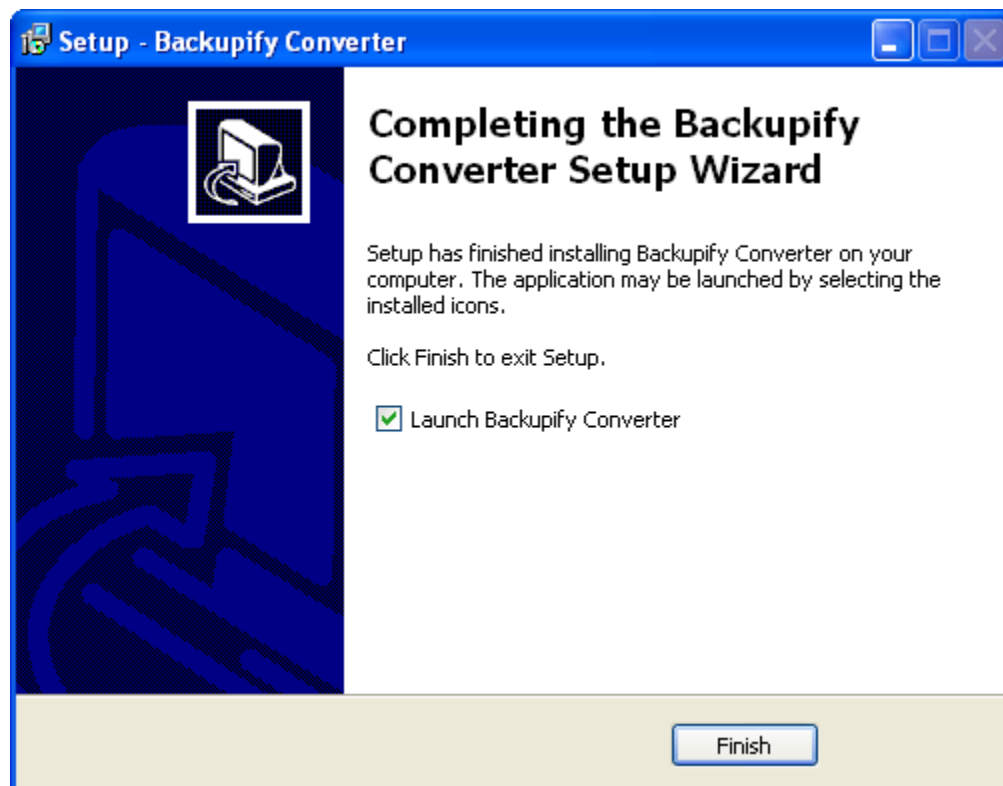 Setup - Backupify Converter
Completing the Backupify
Converter Setup Wizard
Setup has finished installing Backupify Converter on your
computer. The application may be launched by selecting the
installed icons.
Click Finish to exit Setup.
Launch Backupify Converter
Finish